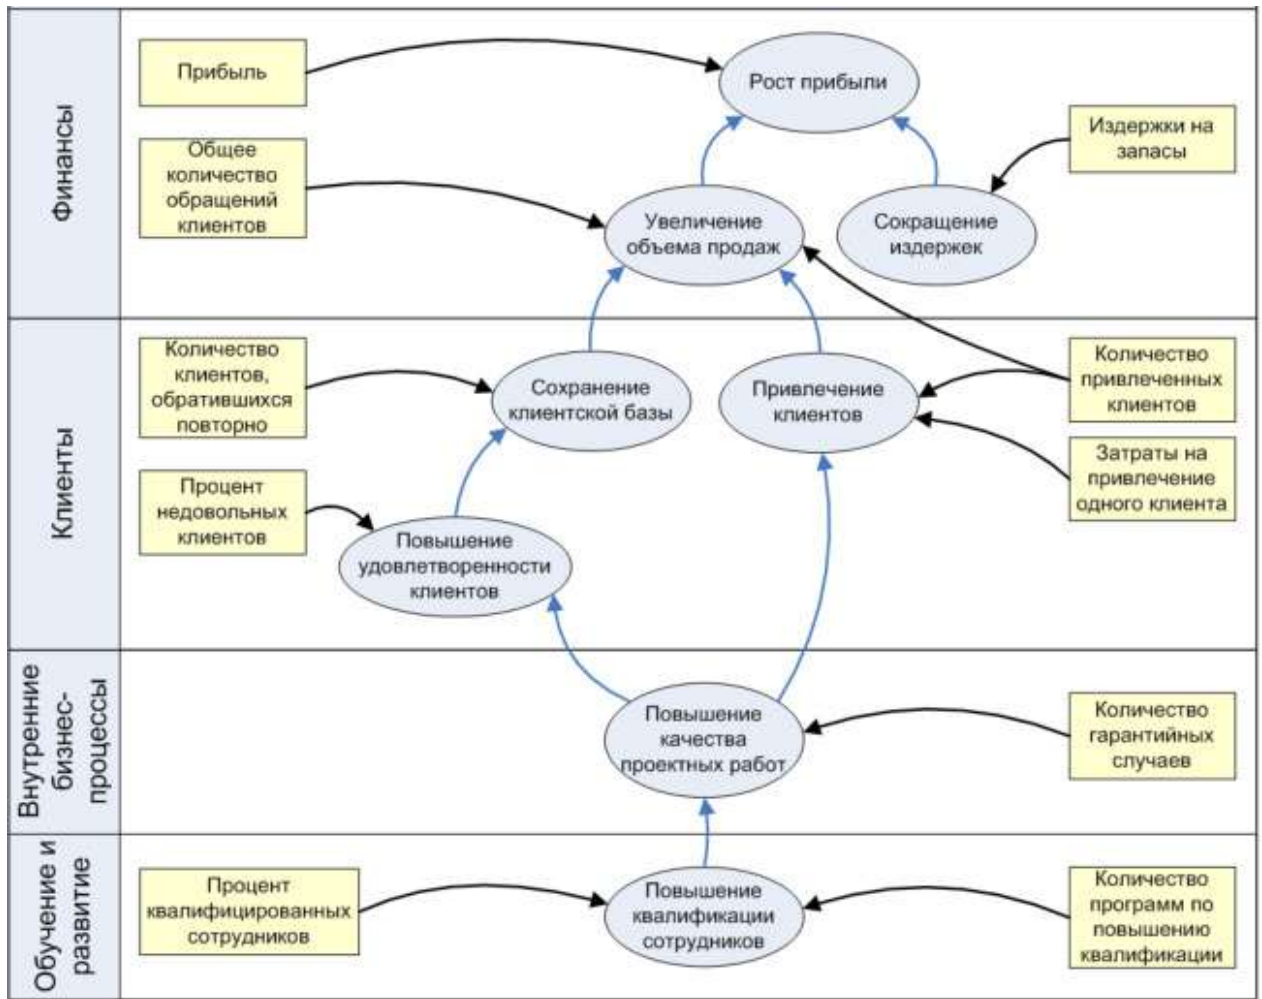 Финансы
Прибыль
Рост прибыли
Издержки на
запасы
Общее
количество
обращений
клиентов
Увеличение
объема продаж
Сокращение
издержек
Клиенты
Количество
клиентов,
обратившихся
повторно
Сохранение
клиентской базы
Привлечение
клиентов
Количество
привлеченных
клиентов
Затраты на
привлечение
одного клиента
Процент
недовольных
клиентов
Повышение
удовлетворенности
клиентов
Внутренние
бизнес-
процессы
Повышение
качества
проектных работ
Количество
гарантийных
случаев
Обучение и
развитие
Процент
квалифицированных
сотрудников
Повышение
квалификации
сотрудников
Количество
программ по
повышению
квалификации